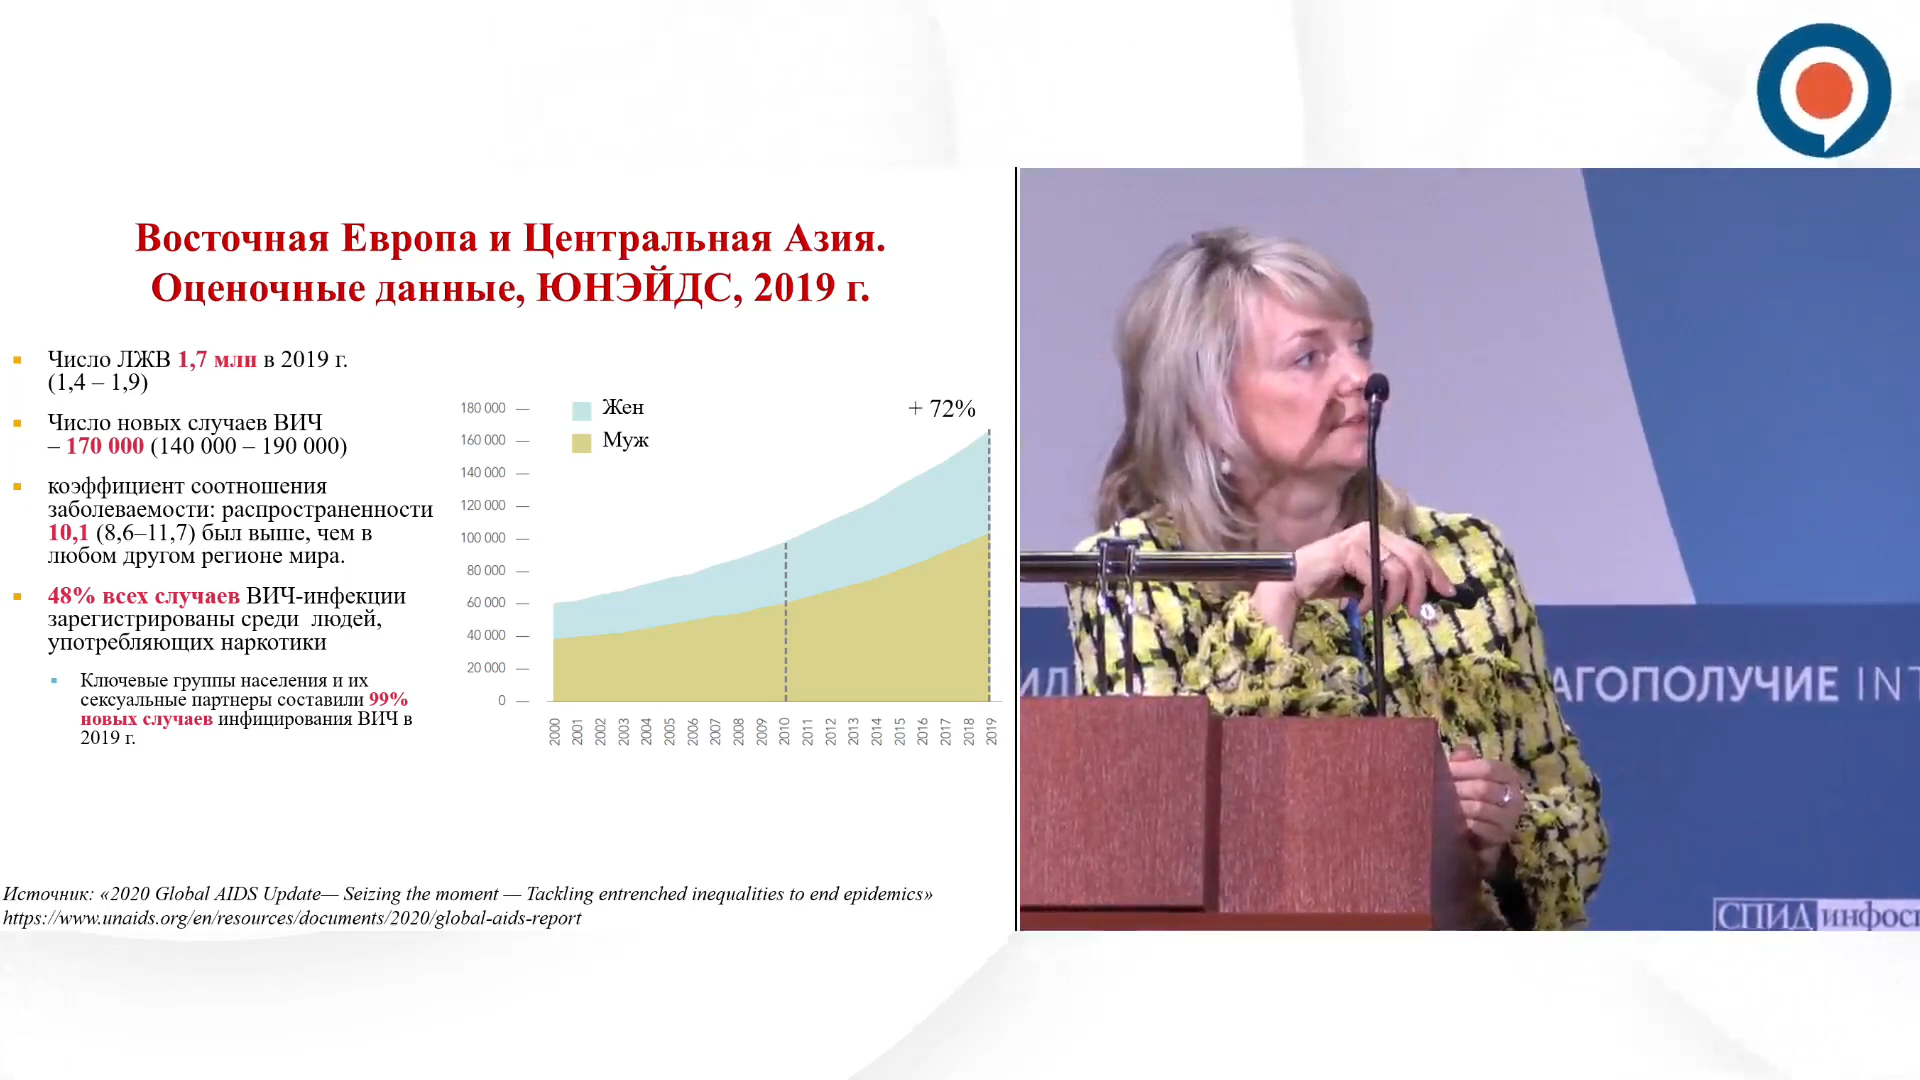 Восточная Европа и Центральная Азия.
Оценочные данные, ЮНЭЙДС, 2019 г.
Число ЛЖВ 1,7 млн в 2019 г.
(1,4 – 1,9)
Число новых случаев ВИЧ
– 170 000 (140 000 – 190 000)
коэффициент соотношения
заболеваемости: распространенности
10,1 (8,6–11,7) был выше, чем в
любом другом регионе мира.
48% всех случаев ВИЧ-инфекции
зарегистрированы среди людей,
употребляющих наркотики
Ключевые группы населения и их
сексуальные партнеры составили 99%
новых случаев инфицирования ВИЧ в
2019 г.
Жен
Муж
+ 72%
180 000
160 000
140 000
120 000
100 000
80 000
60 000
40 000
20 000
0
2000 2001 2002 2003 2004 2005 2006 2007 2008 2009 2010 2011 2012 2013 2014 2015 2016 2017 2018 2019
Источник: «2020 Global AIDS Update— Seizing the moment — Tackling entrenched inequalities to end epidemics»
https://www.unaids.org/en/resources/documents/2020/global-aids-report
АГОПОЛУЧИЕ INT
СПИД инфост